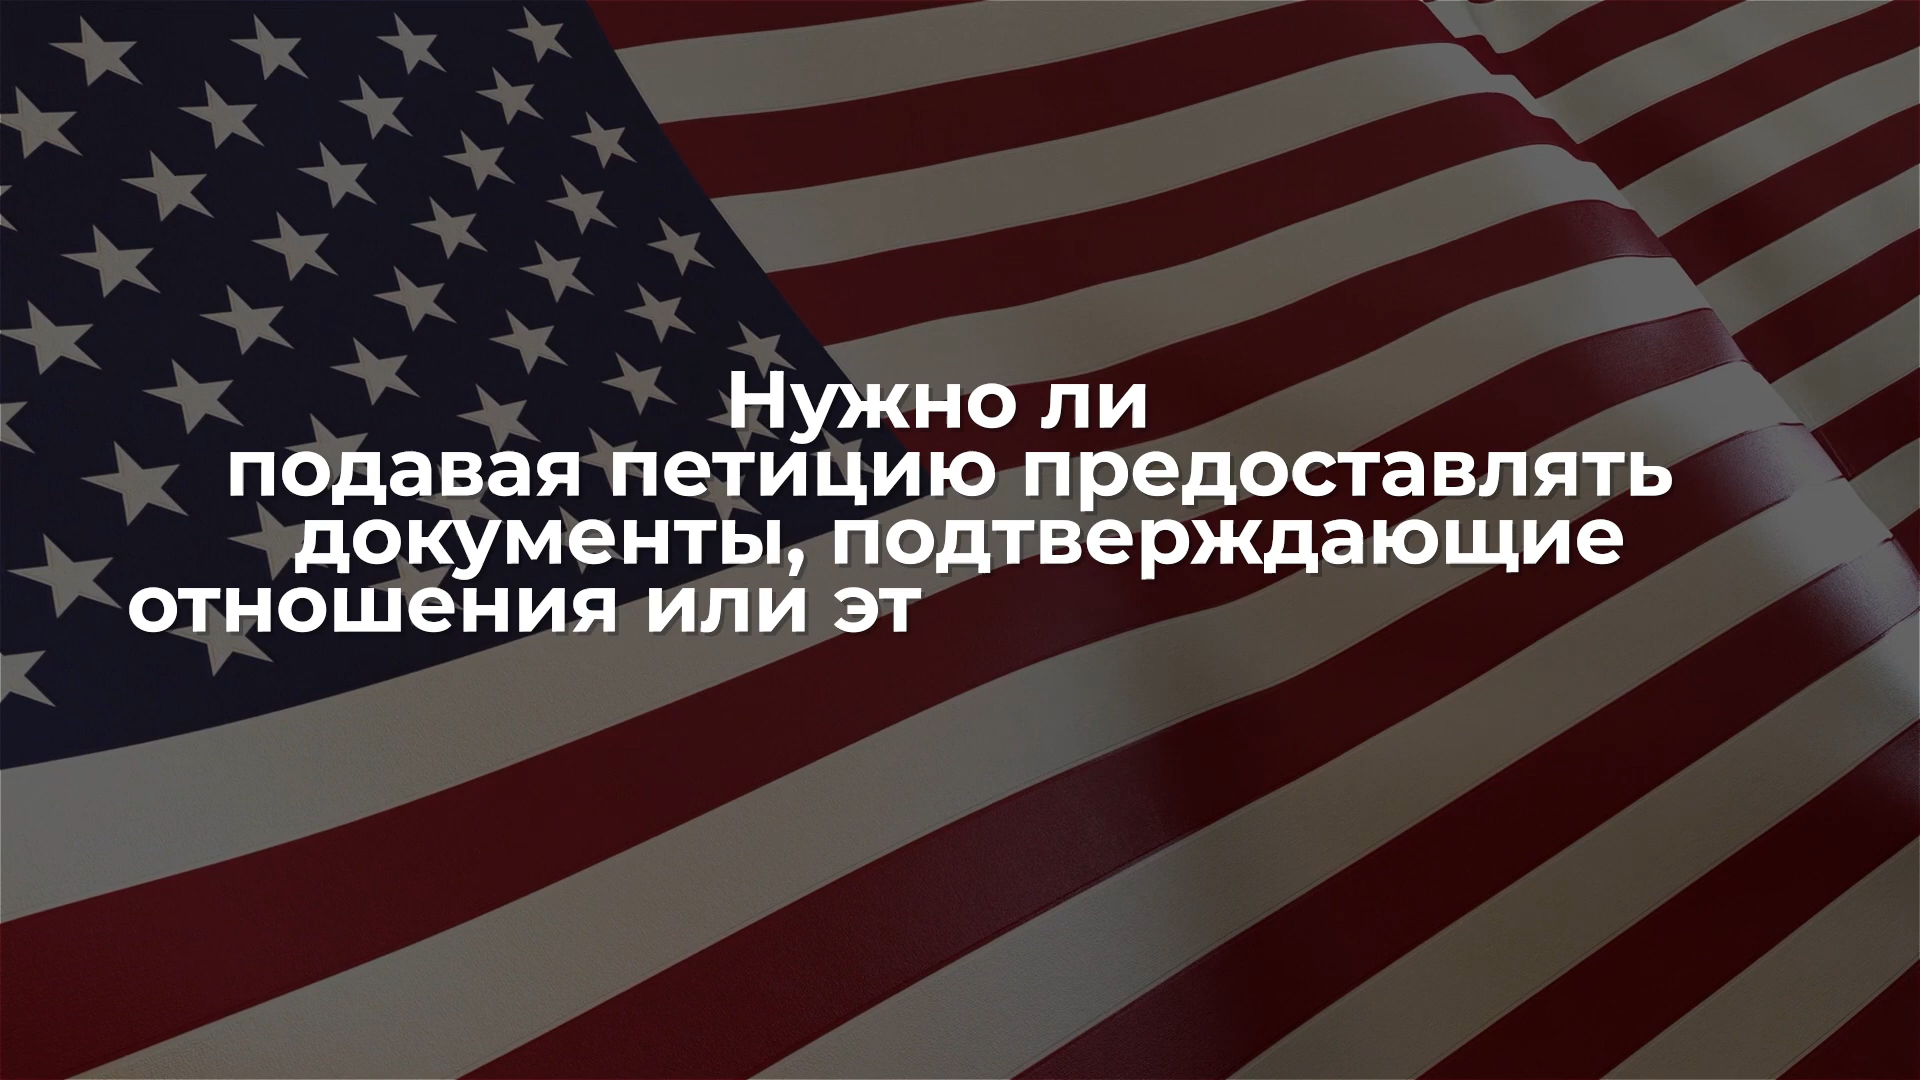 Нужно ли
подавая петицию предоставлять
документы, подтверждающие
отношения или эт